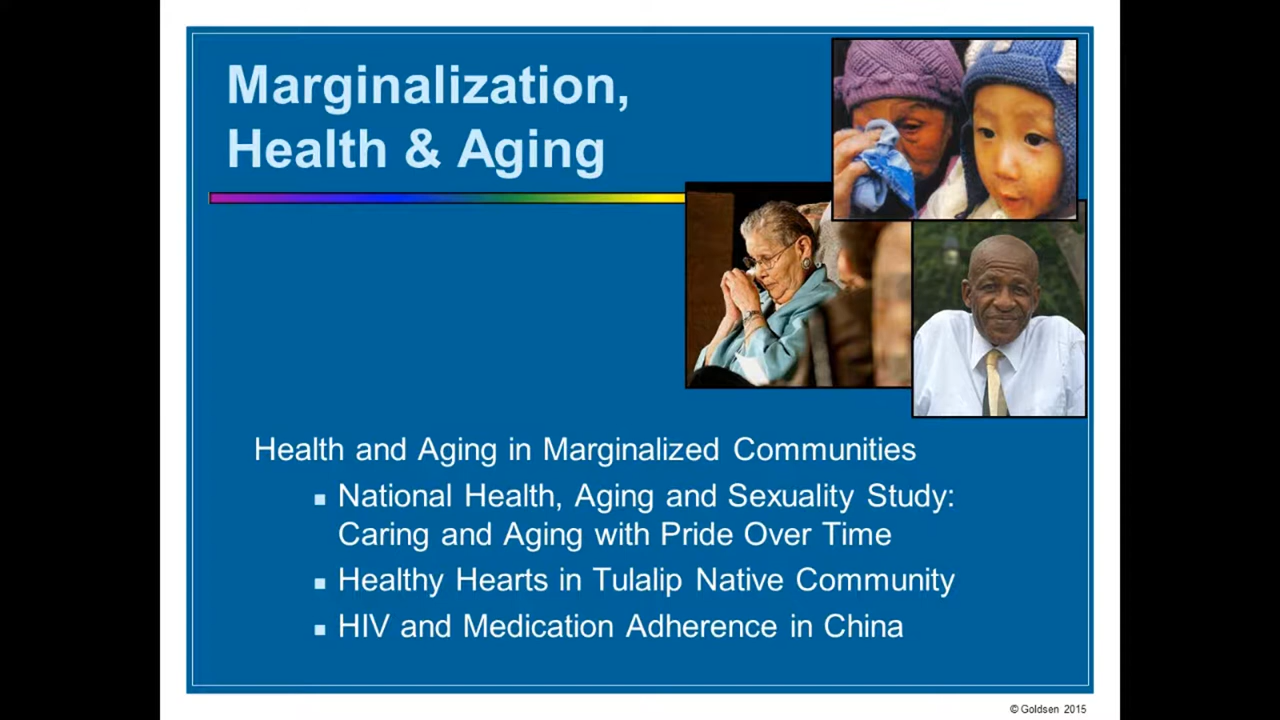 Marginalization,
Health & Aging
Health and Aging in Marginalized Communities
National Health, Aging and Sexuality Study:
Caring and Aging with Pride Over Time
Healthy Hearts in Tulalip Native Community
HIV and Medication Adherence in China
© Goldsen 2015